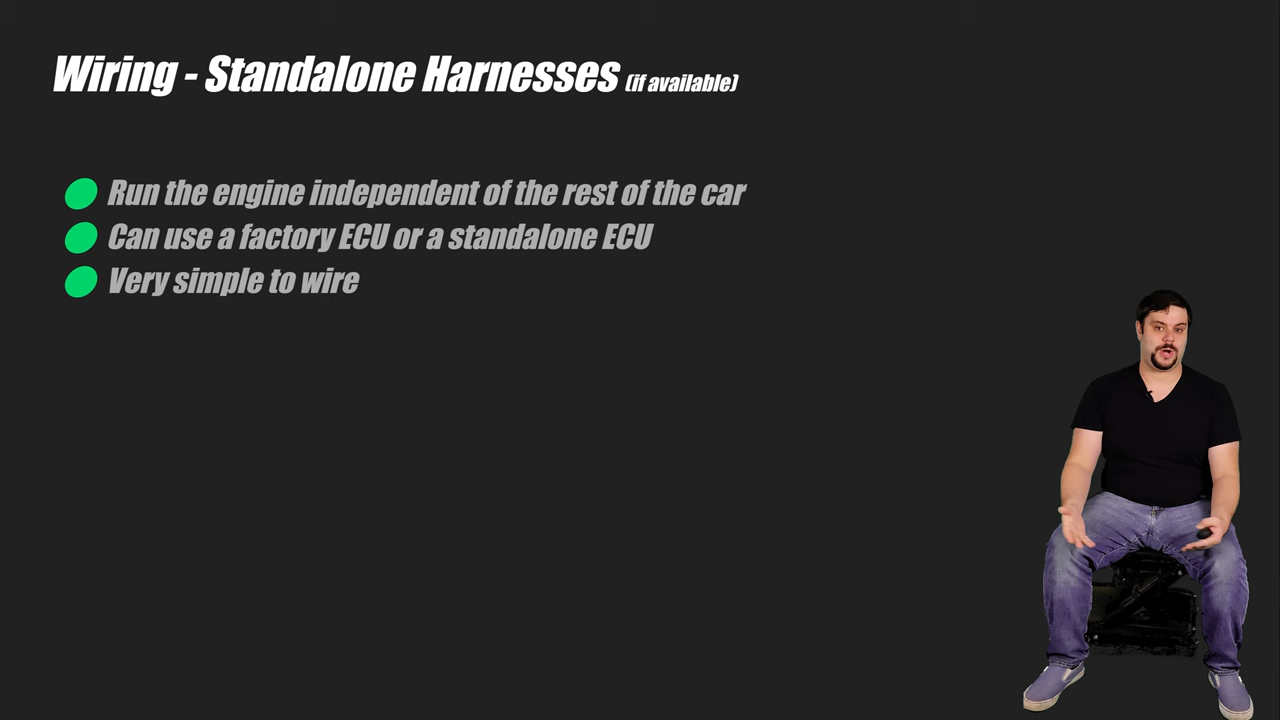 Wiring - Standalone Harnesses (if available)
Run the engine independent of the rest of the car
Can use a factory ECU or a standalone ECU
Very simple to wire